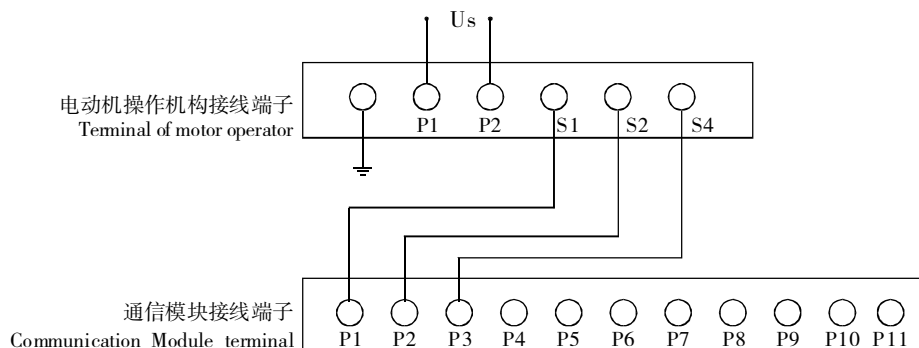 Us
电动机操作机构接线端子
Terminal of motor operator
P1 P2 S1 S2 S4
通信模块接线端子
Communication Module terminal
P1 P2 P3 P4 P5 P6 P7 P8 P9 P10 P11